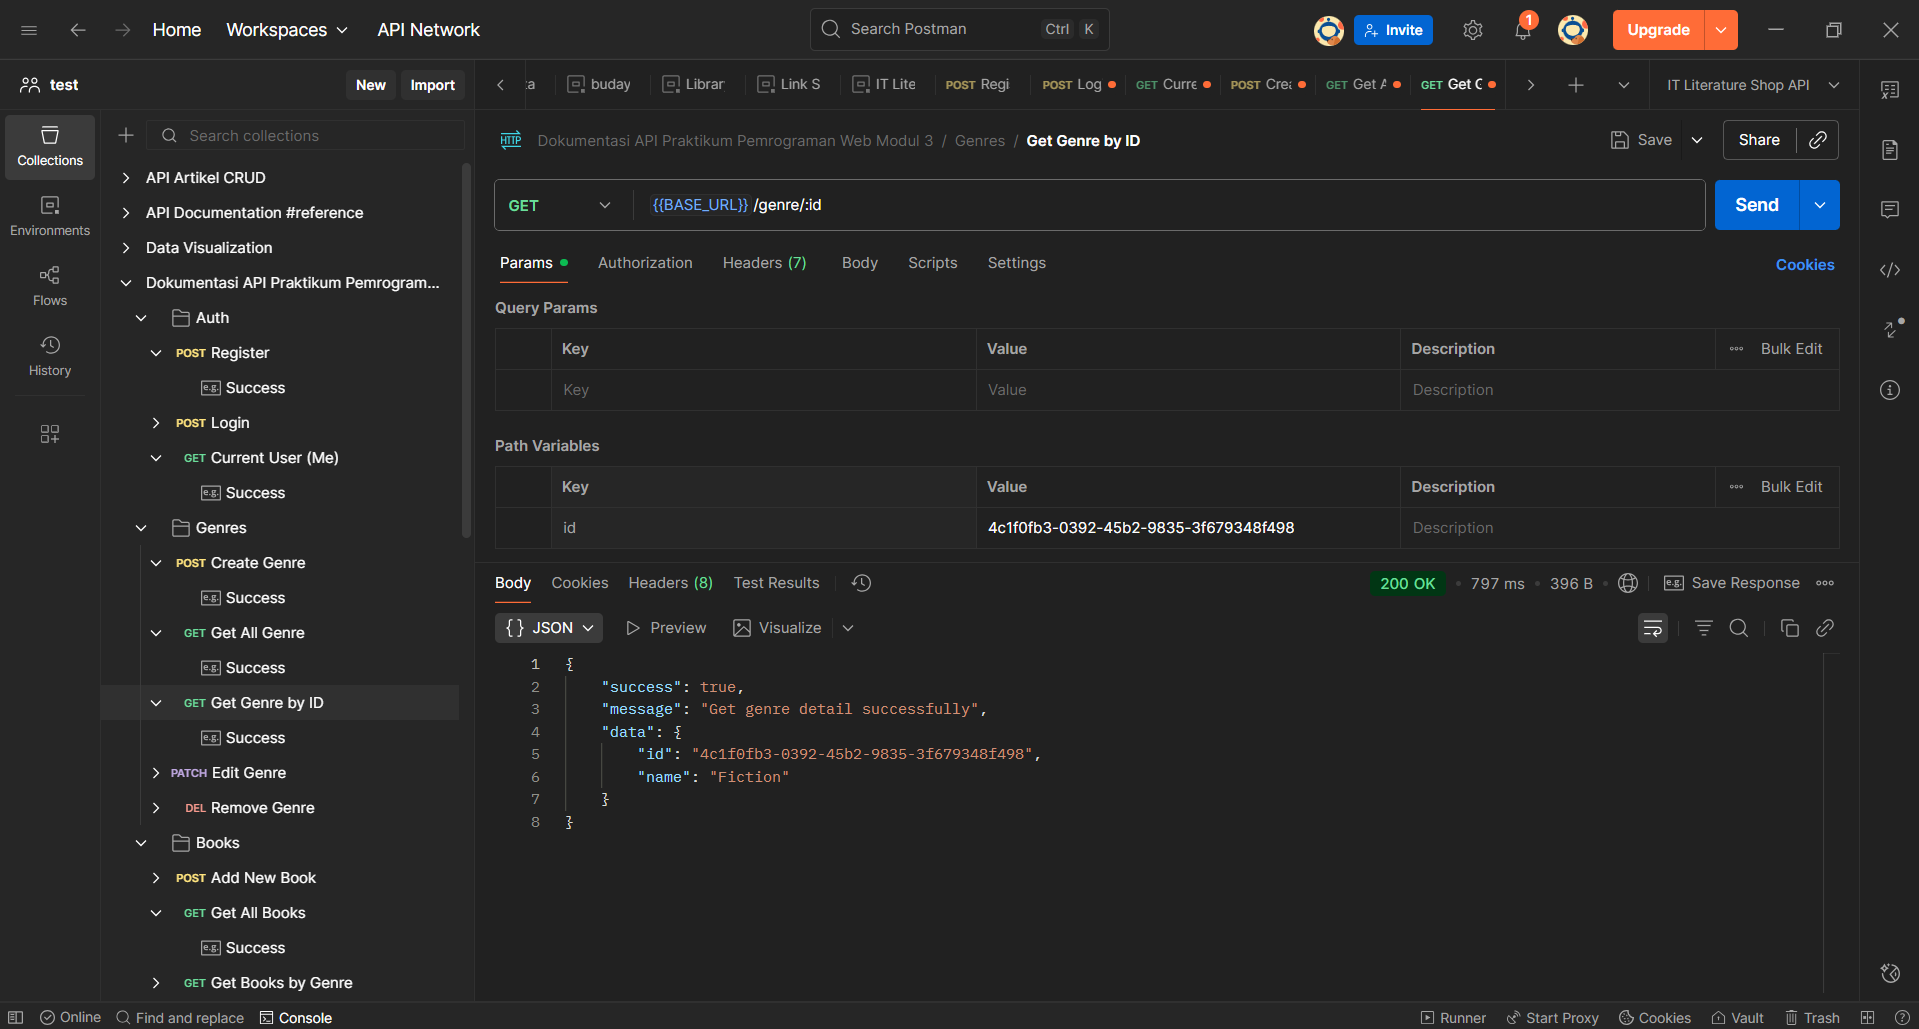 Home Workspaces API Network Search Postman Ctrl K Invite 1 Upgrade
test New Import ta buday Librar Link S IT Lite POST Regi POST Log GET Curre POST Crea GET Get A GET Get G IT Literature Shop API
Collections
Environments
Flows
History
Search collections
API Artikel CRUD
API Documentation #reference
Data Visualization
Dokumentasi API Praktikum Pemrogram...
Auth
POST Register
e.g. Success
POST Login
GET Current User (Me)
e.g. Success
Genres
POST Create Genre
e.g. Success
GET Get All Genre
e.g. Success
GET Get Genre by ID
e.g. Success
PATCH Edit Genre
DEL Remove Genre
Books
POST Add New Book
GET Get All Books
e.g. Success
GET Get Books by Genre
HTTP Dokumentasi API Praktikum Pemrograman Web Modul 3 / Genres / Get Genre by ID Save Share
GET {{BASE_URL}} /genre/:id Send
Params Authorization Headers (7) Body Scripts Settings Cookies
Query Params
Key Value Description Bulk Edit
Key Value Description
Path Variables
Key Value Description Bulk Edit
id 4c1f0fb3-0392-45b2-9835-3f679348f498 Description
Body Cookies Headers (8) Test Results 200 OK • 797 ms • 396 B • e.g. Save Response
{} JSON Preview Visualize
1 {
2 "success": true,
3 "message": "Get genre detail successfully",
4 "data": {
5 "id": "4c1f0fb3-0392-45b2-9835-3f679348f498",
6 "name": "Fiction"
7 }
8 }
Online Find and replace Console Runner Start Proxy Cookies Vault Trash